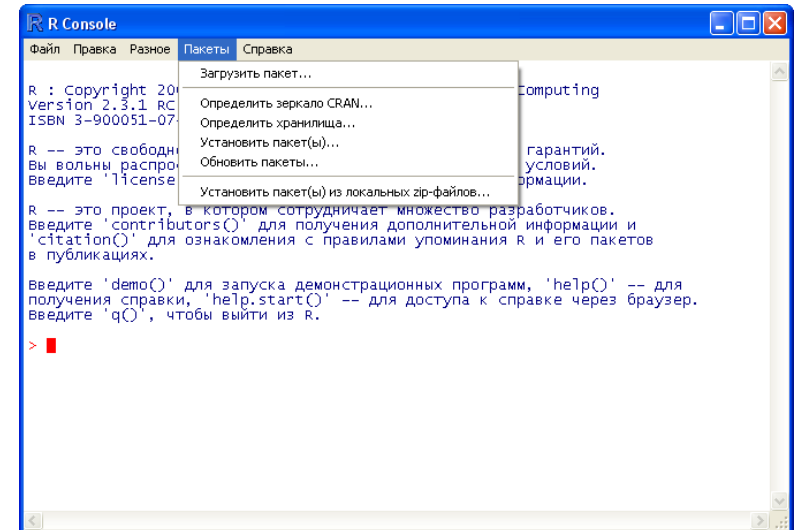 R Console
Файл Правка Разное Пакеты Справка
Загрузить пакет...
Определить зеркало CRAN...
Определить хранилища...
Установить пакет(ы)...
Обновить пакеты...
Установить пакет(ы) из локальных zip-файлов...
R : Copyright 20 Computing
Version 2.3.1 RC
ISBN 3-900051-07-
R -- это свободн гарантий.
Вы вольны распро условий.
Введите 'license рмации.
R -- это проект, в котором сотрудничает множество разработчиков.
Введите 'contributors()' для получения дополнительной информации и
'citation()' для ознакомления с правилами упоминания R и его пакетов
в публикациях.
Введите 'demo()' для запуска демонстрационных программ, 'help()' -- для
получения справки, 'help.start()' -- для доступа к справке через браузер.
Введите 'q()', чтобы выйти из R.
>